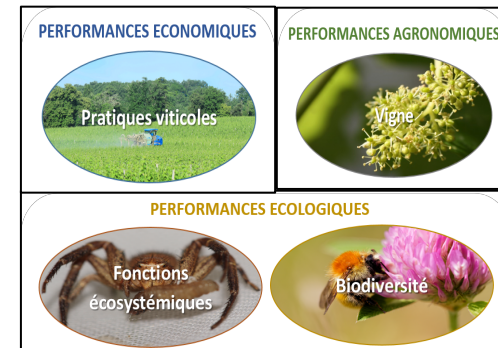 PERFORMANCES ECONOMIQUES
Pratiques viticoles
PERFORMANCES AGRONOMIQUES
Vigne
PERFORMANCES ECOLOGIQUES
Fonctions
écosystémiques
Biodiversité